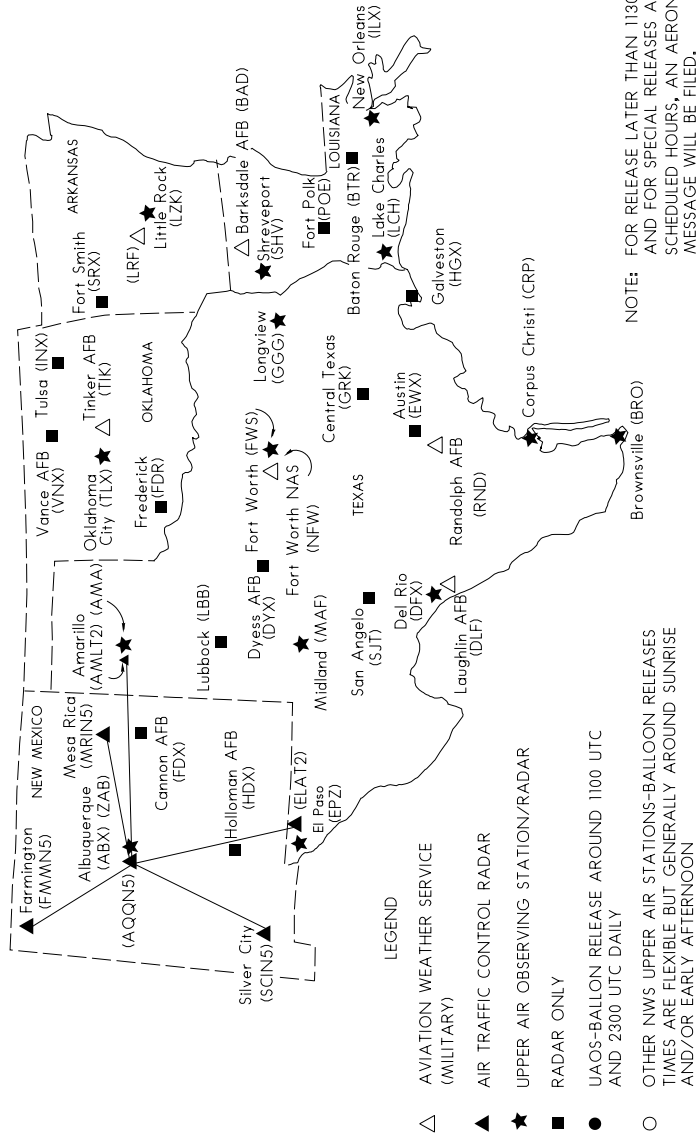 Farmington
(FMMN5)
NEW MEXICO
Mesa Rica
(MRIN5)
Albuquerque
(ABX) (ZAB)
(AQQN5)
Cannon AFB
(FDX)
Holloman AFB
(HDX)
Silver City
(SCIN5)
(ELAT2)
El Paso
(EPZ)
Amarillo
(AMLT2) (AMA)
Lubbock (LBB)
Midland (MAF)
San Angelo
(SJT)
Del Rio
(DFX)
Laughlin AFB
(DLF)
Dyess AFB
(DYX)
Fort Worth (FWS)
Fort Worth NAS
(NFW)
TEXAS
Longview
(GGG)
Central Texas
(GRK)
Austin
(EWX)
Randolph AFB
(RND)
Corpus Christi (CRP)
Brownsville (BRO)
Galveston
(HGX)
Vance AFB
(VNX)
Tulsa (INX)
Oklahoma
City (TLX)
Tinker AFB
(TIK)
OKLAHOMA
Frederick
(FDR)
Fort Smith
(SRX)
ARKANSAS
(LRF)
Little Rock
(LZK)
Barksdale AFB (BAD)
Shreveport
(SHV)
Fort Polk
(POE)
LOUISIANA
Baton Rouge (BTR)
Lake Charles
(LCH)
New Orleans
(ILX)
LEGEND
AVIATION WEATHER SERVICE
(MILITARY)
AIR TRAFFIC CONTROL RADAR
UPPER AIR OBSERVING STATION/RADAR
RADAR ONLY
UAOS-BALLON RELEASE AROUND 1100 UTC
AND 2300 UTC DAILY
OTHER NWS UPPER AIR STATIONS-BALLOON RELEASES
TIMES ARE FLEXIBLE BUT GENERALLY AROUND SUNRISE
AND/OR EARLY AFTERNOON
NOTE: FOR RELEASE LATER THAN 1130
AND FOR SPECIAL RELEASES A
SCHEDULED HOURS, AN AERON
MESSAGE WILL BE FILED.